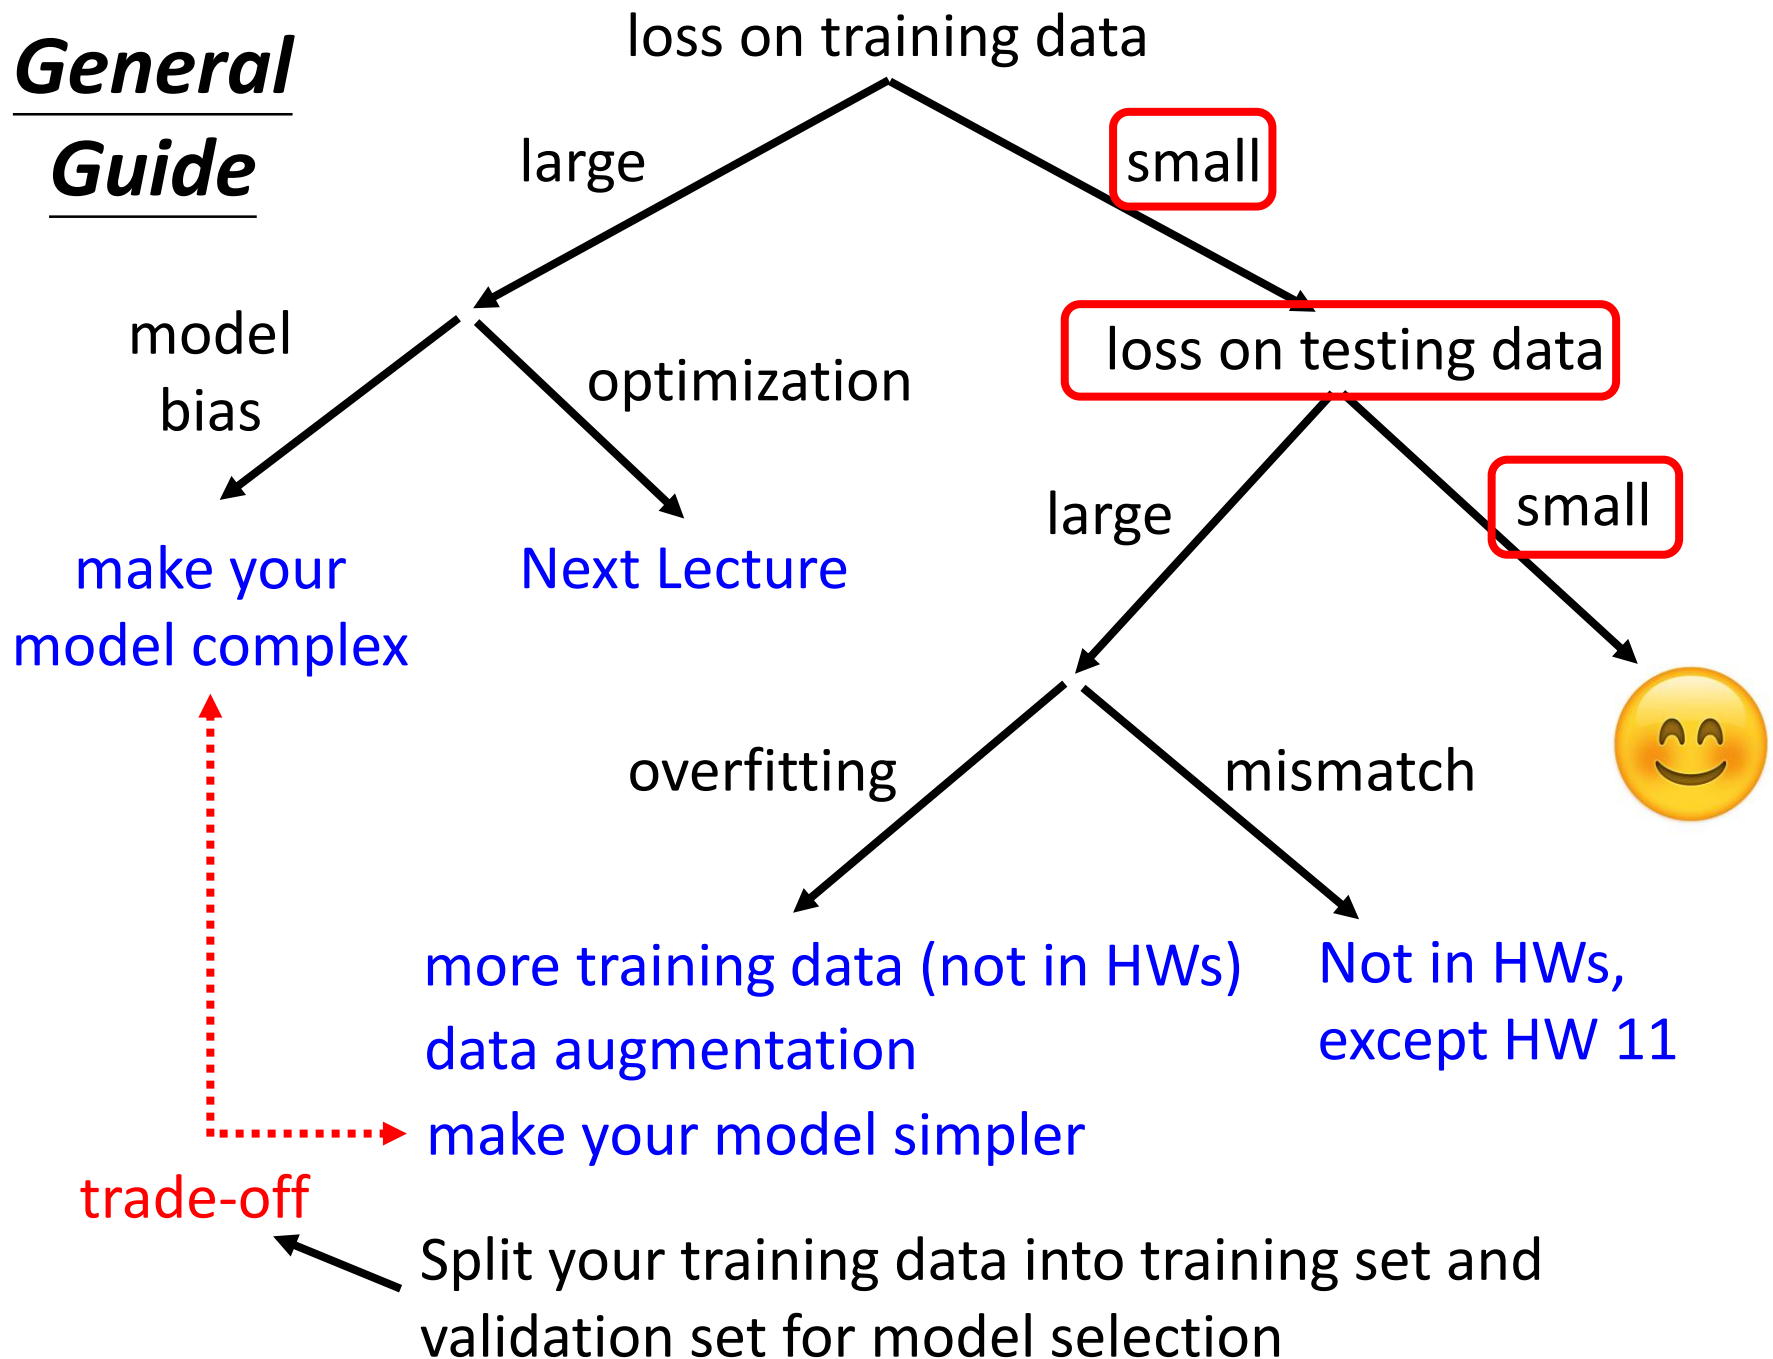 General
Guide
loss on training data
large
small
model
bias
optimization
loss on testing data
make your
model complex
Next Lecture
large
small
overfitting
mismatch
more training data (not in HWs)
data augmentation
make your model simpler
Not in HWs,
except HW 11
trade-off
Split your training data into training set and
validation set for model selection